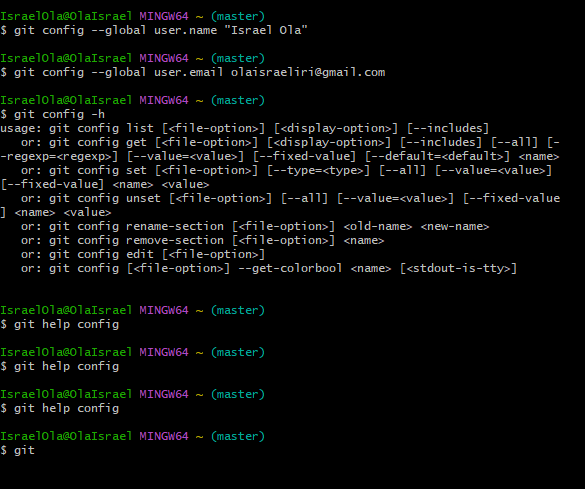 IsraelOla@OlaIsrael MINGW64 ~ (master)
$ git config --global user.name "Israel Ola"
IsraelOla@OlaIsrael MINGW64 ~ (master)
$ git config --global user.email olaisraeliri@gmail.com
IsraelOla@OlaIsrael MINGW64 ~ (master)
$ git config -h
usage: git config list [<file-option>] [<display-option>] [--includes]
   or: git config get [<file-option>] [<display-option>] [--includes] [--all] [-
-regexp=<regexp>] [--value=<value>] [--fixed-value] [--default=<default>] <name>
   or: git config set [<file-option>] [--type=<type>] [--all] [--value=<value>]
[--fixed-value] <name> <value>
   or: git config unset [<file-option>] [--all] [--value=<value>] [--fixed-value
] <name> <value>
   or: git config rename-section [<file-option>] <old-name> <new-name>
   or: git config remove-section [<file-option>] <name>
   or: git config edit [<file-option>]
   or: git config [<file-option>] --get-colorbool <name> [<stdout-is-tty>]
IsraelOla@OlaIsrael MINGW64 ~ (master)
$ git help config
IsraelOla@OlaIsrael MINGW64 ~ (master)
$ git help config
IsraelOla@OlaIsrael MINGW64 ~ (master)
$ git help config
IsraelOla@OlaIsrael MINGW64 ~ (master)
$ git